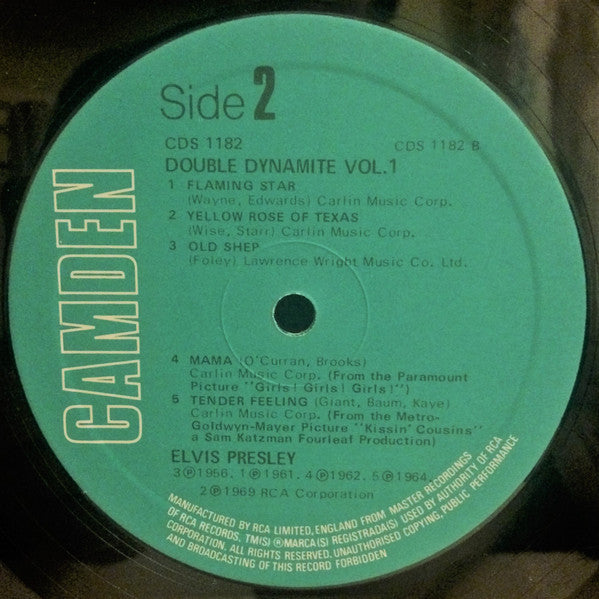 Side 2
CDS 1182
CDS 1182 B
DOUBLE DYNAMITE VOL.1
1 FLAMING STAR
(Wayne, Edwards) Carlin Music Corp.
2 YELLOW ROSE OF TEXAS
(Wise, Starr) Carlin Music Corp.
3 OLD SHEP
(Foley) Lawrence Wright Music Co. Ltd.
CAMDEN
4 MAMA (O'Curran, Brooks)
Carlin Music Corp. (From the Paramount
Picture "Girls! Girls! Girls!")
5 TENDER FEELING (Giant, Baum, Kaye)
Carlin Music Corp. (From the Metro-
Goldwyn-Mayer Picture "Kissin' Cousins"
a Sam Katzman Fourleaf Production)
ELVIS PRESLEY
3℗1956. 1℗1961. 4℗1962. 5℗1964.
2℗1969 RCA Corporation
MANUFACTURED BY RCA LIMITED, ENGLAND FROM MASTER RECORDINGS
OF RCA RECORDS. TM(S) ® MARCA(S) REGISTRADA(S) USED BY AUTHORITY OF RCA
CORPORATION. ALL RIGHTS RESERVED. UNAUTHORISED COPYING, PUBLIC PERFORMANCE
AND BROADCASTING OF THIS RECORD FORBIDDEN